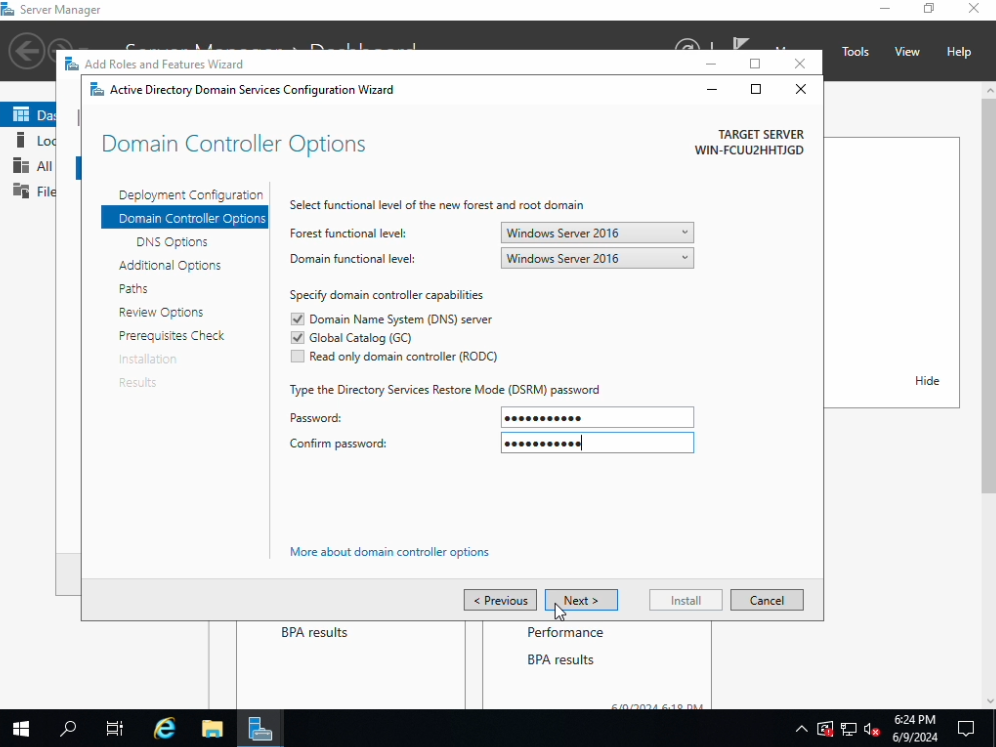 Server Manager
Server Manager Dashboard
Tools
View
Help
Add Roles and Features Wizard
Active Directory Domain Services Configuration Wizard
Domain Controller Options
TARGET SERVER
WIN-FCUU2HHTJGD
Das
Loc
All
File
Deployment Configuration
Domain Controller Options
DNS Options
Additional Options
Paths
Review Options
Prerequisites Check
Installation
Results
Select functional level of the new forest and root domain
Forest functional level: Windows Server 2016
Domain functional level: Windows Server 2016
Specify domain controller capabilities
Domain Name System (DNS) server
Global Catalog (GC)
Read only domain controller (RODC)
Type the Directory Services Restore Mode (DSRM) password
Password: •••••••••••
Confirm password: •••••••••••
More about domain controller options
Hide
< Previous
Next >
Install
Cancel
BPA results
Performance
BPA results
6/9/2024 6:18 PM
6:24 PM
6/9/2024